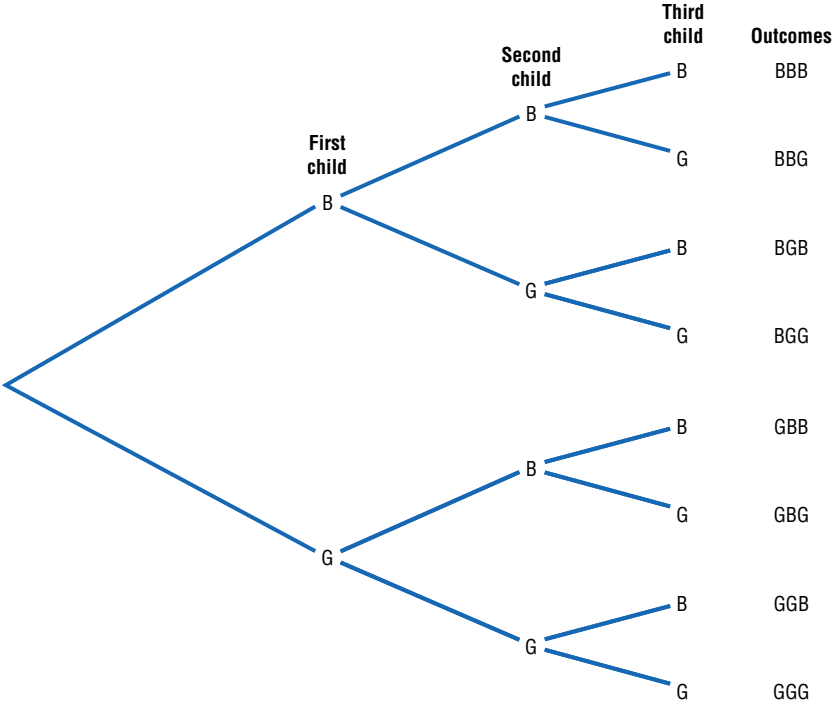 Third
child
Outcomes
Second
child
B
BBB
B
First
child
G
BBG
B
B
BGB
G
G
BGG
B
GBB
B
G
GBG
G
B
GGB
G
G
GGG